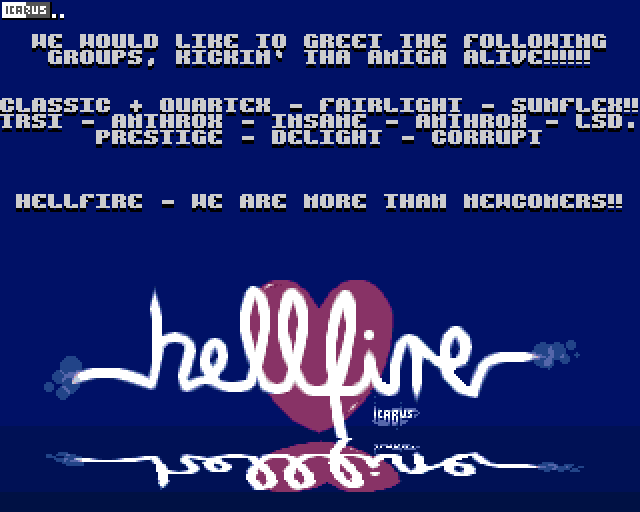 ICARUS..
WE WOULD LIKE TO GREET THE FOLLOWING
GROUPS, KICKIN' THA AMIGA ALIVE!!!!!!
CLASSIC + QUARTEX - FAIRLIGHT - SUNFLEX!!
TRSI - ANTHROX - INSANE - ANTHROX - LSD.
PRESTIGE - DELIGHT - CORRUPT
HELLFIRE - WE ARE MORE THAN NEWCOMERS!!
hellfire
ICARUS